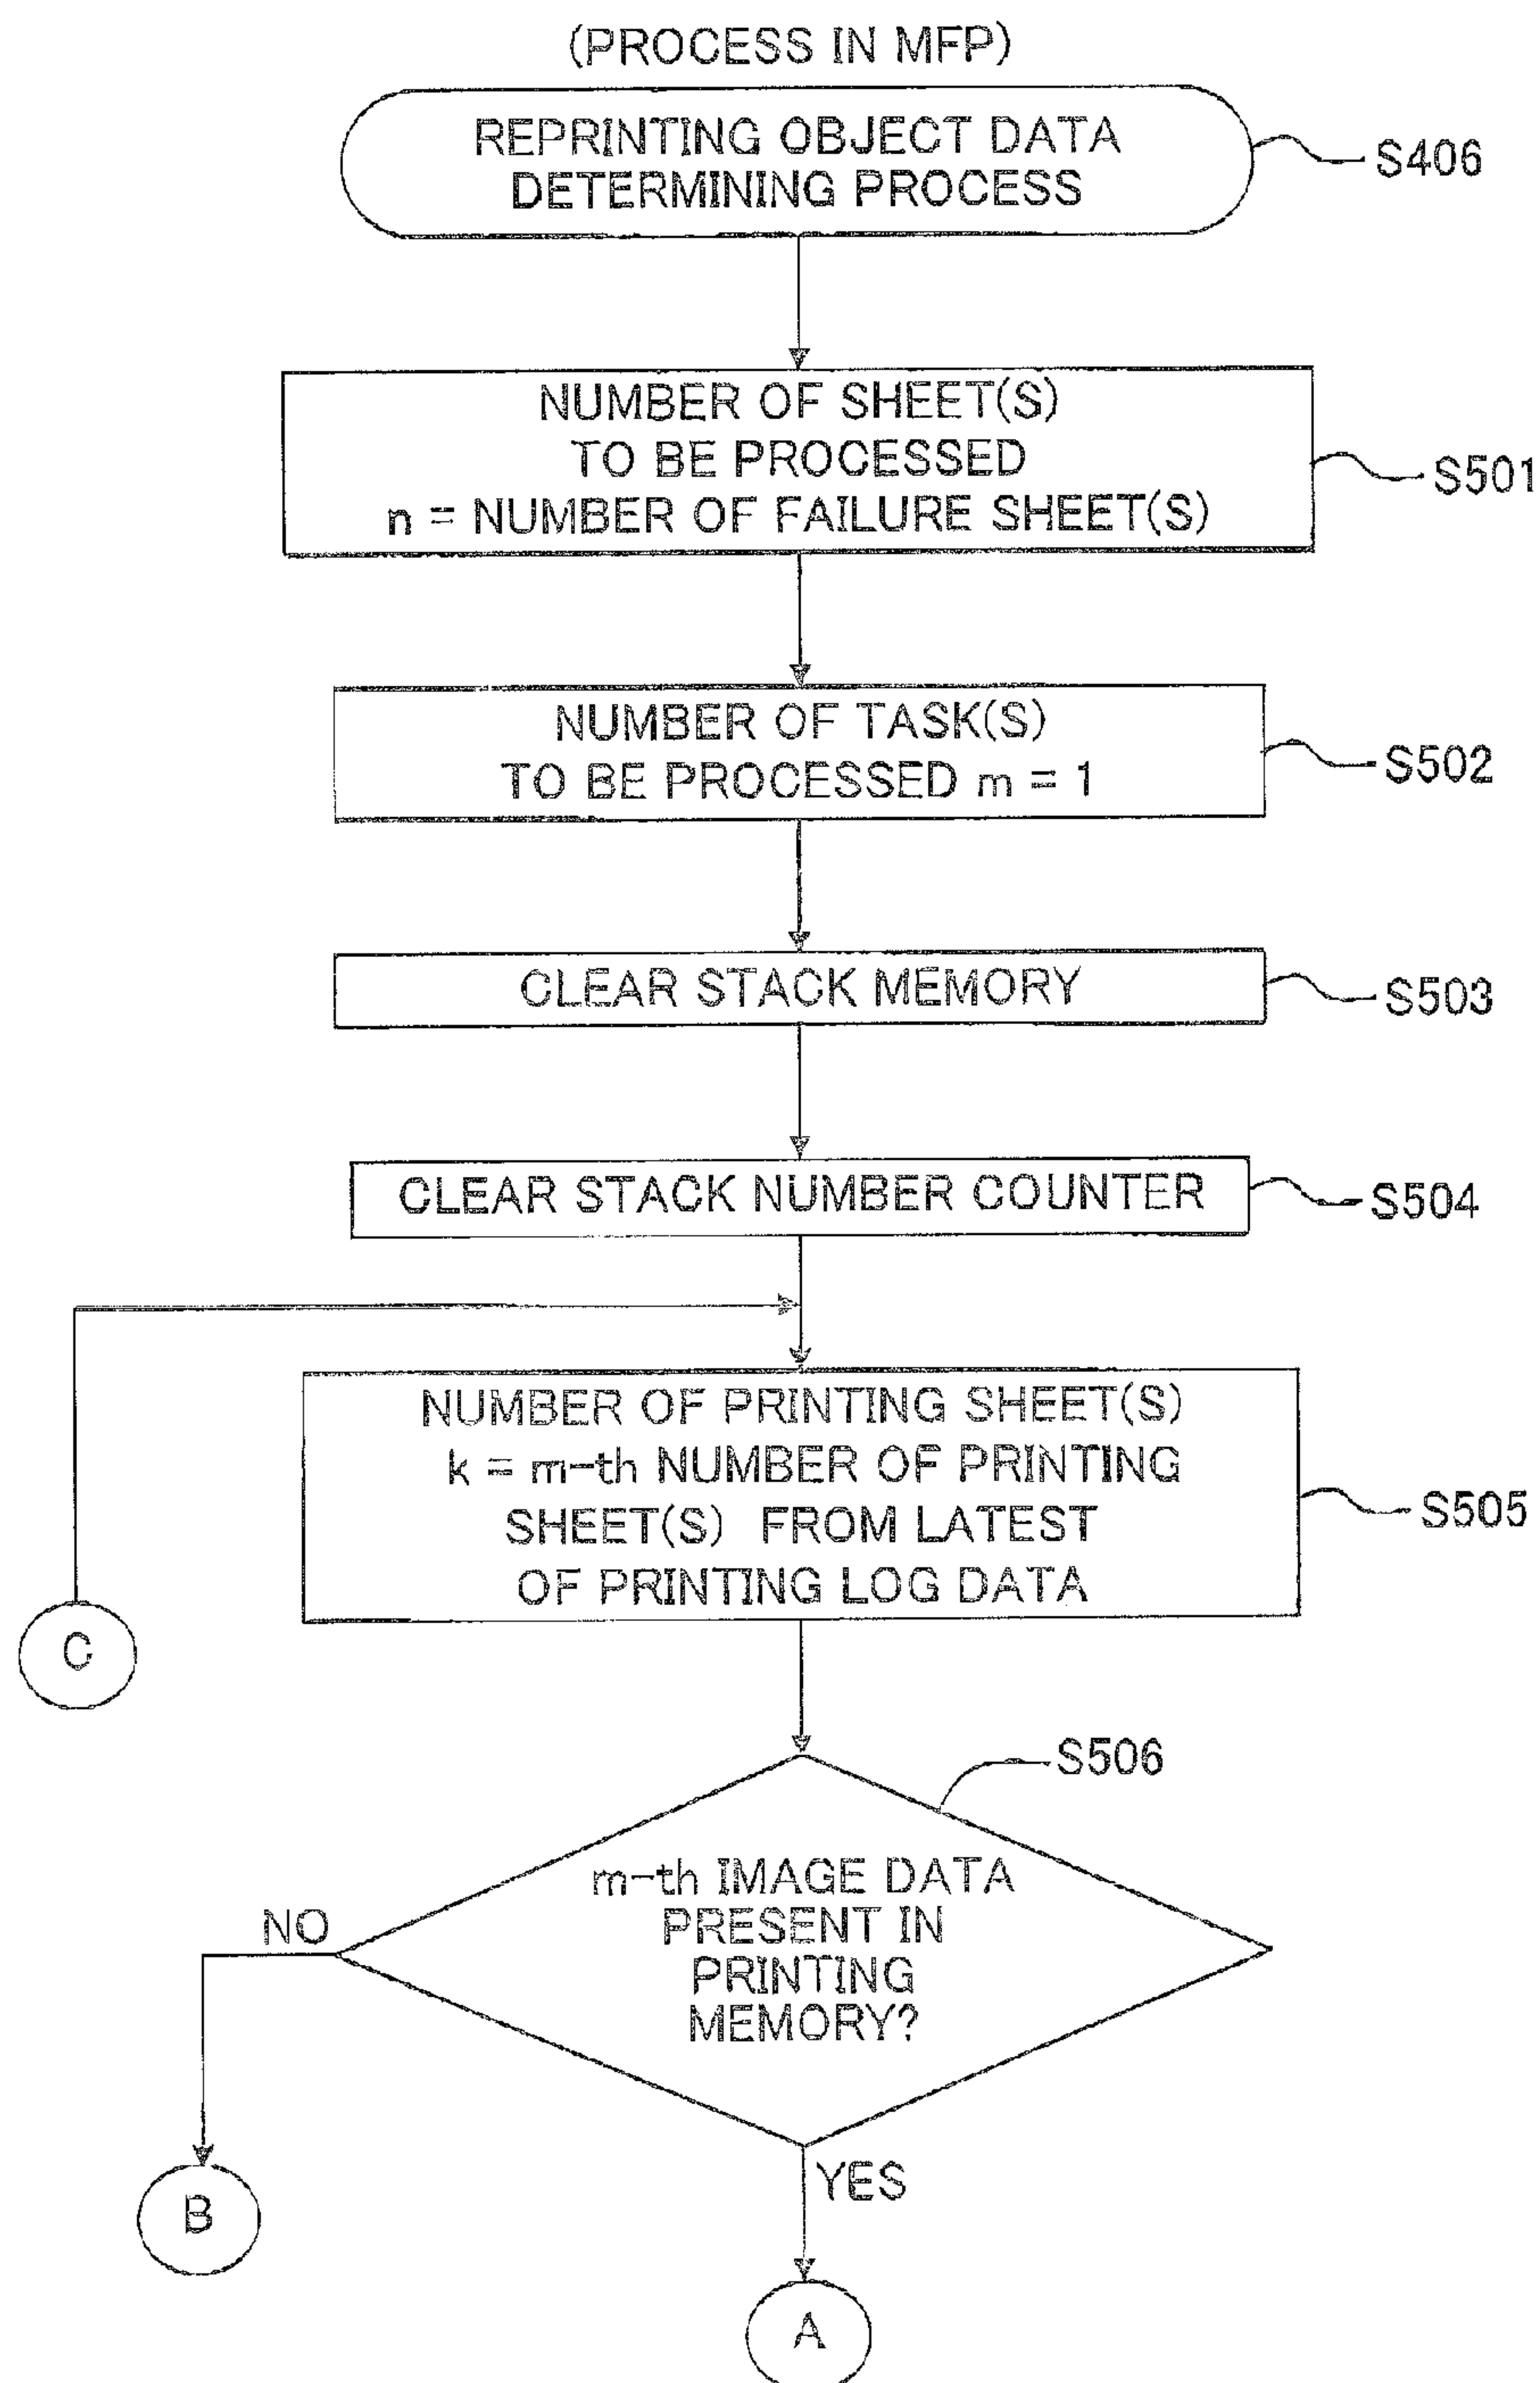 (PROCESS IN MFP)
REPRINTING OBJECT DATA
DETERMINING PROCESS
S406
NUMBER OF SHEET(S)
TO BE PROCESSED
n = NUMBER OF FAILURE SHEET(S)
S501
NUMBER OF TASK(S)
TO BE PROCESSED m = 1
S502
CLEAR STACK MEMORY
S503
CLEAR STACK NUMBER COUNTER
S504
NUMBER OF PRINTING SHEET(S)
k = m-th NUMBER OF PRINTING
SHEET(S) FROM LATEST
OF PRINTING LOG DATA
S505
C
S506
m-th IMAGE DATA
PRESENT IN
PRINTING
MEMORY?
NO
B
YES
A